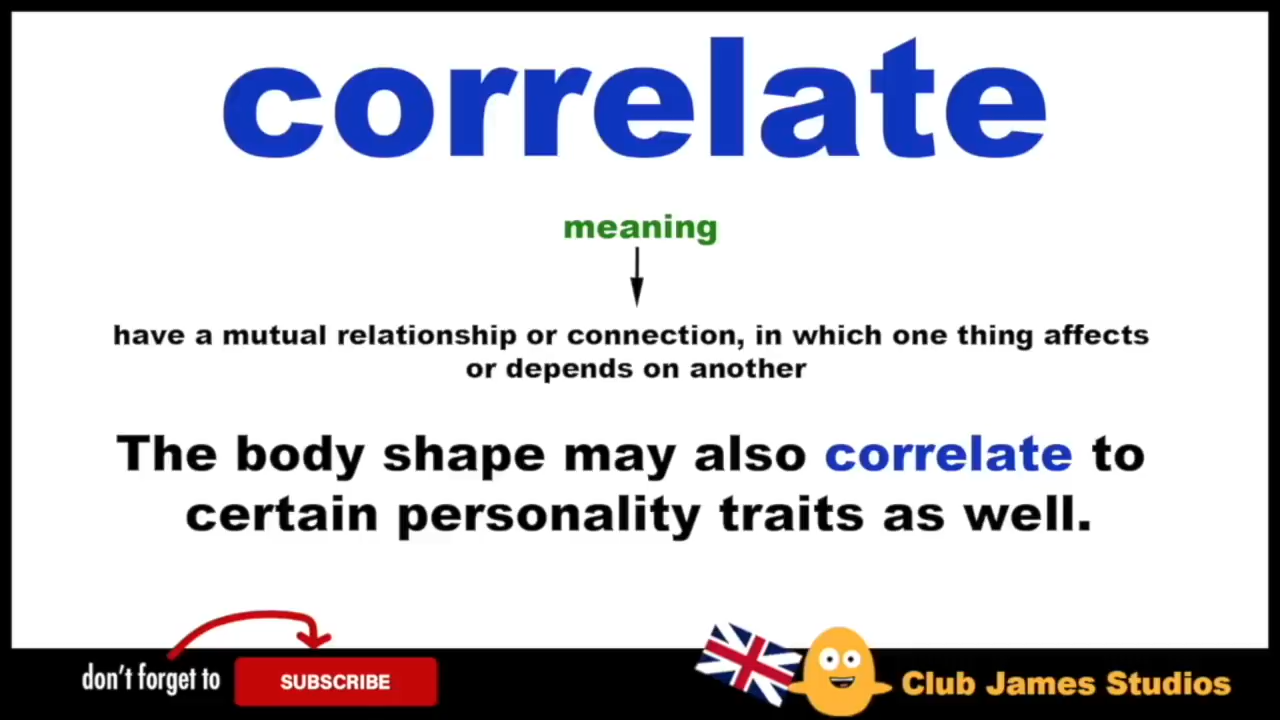 correlate
meaning
have a mutual relationship or connection, in which one thing affects
or depends on another
The body shape may also correlate to
certain personality traits as well.
don't forget to SUBSCRIBE
Club James Studios